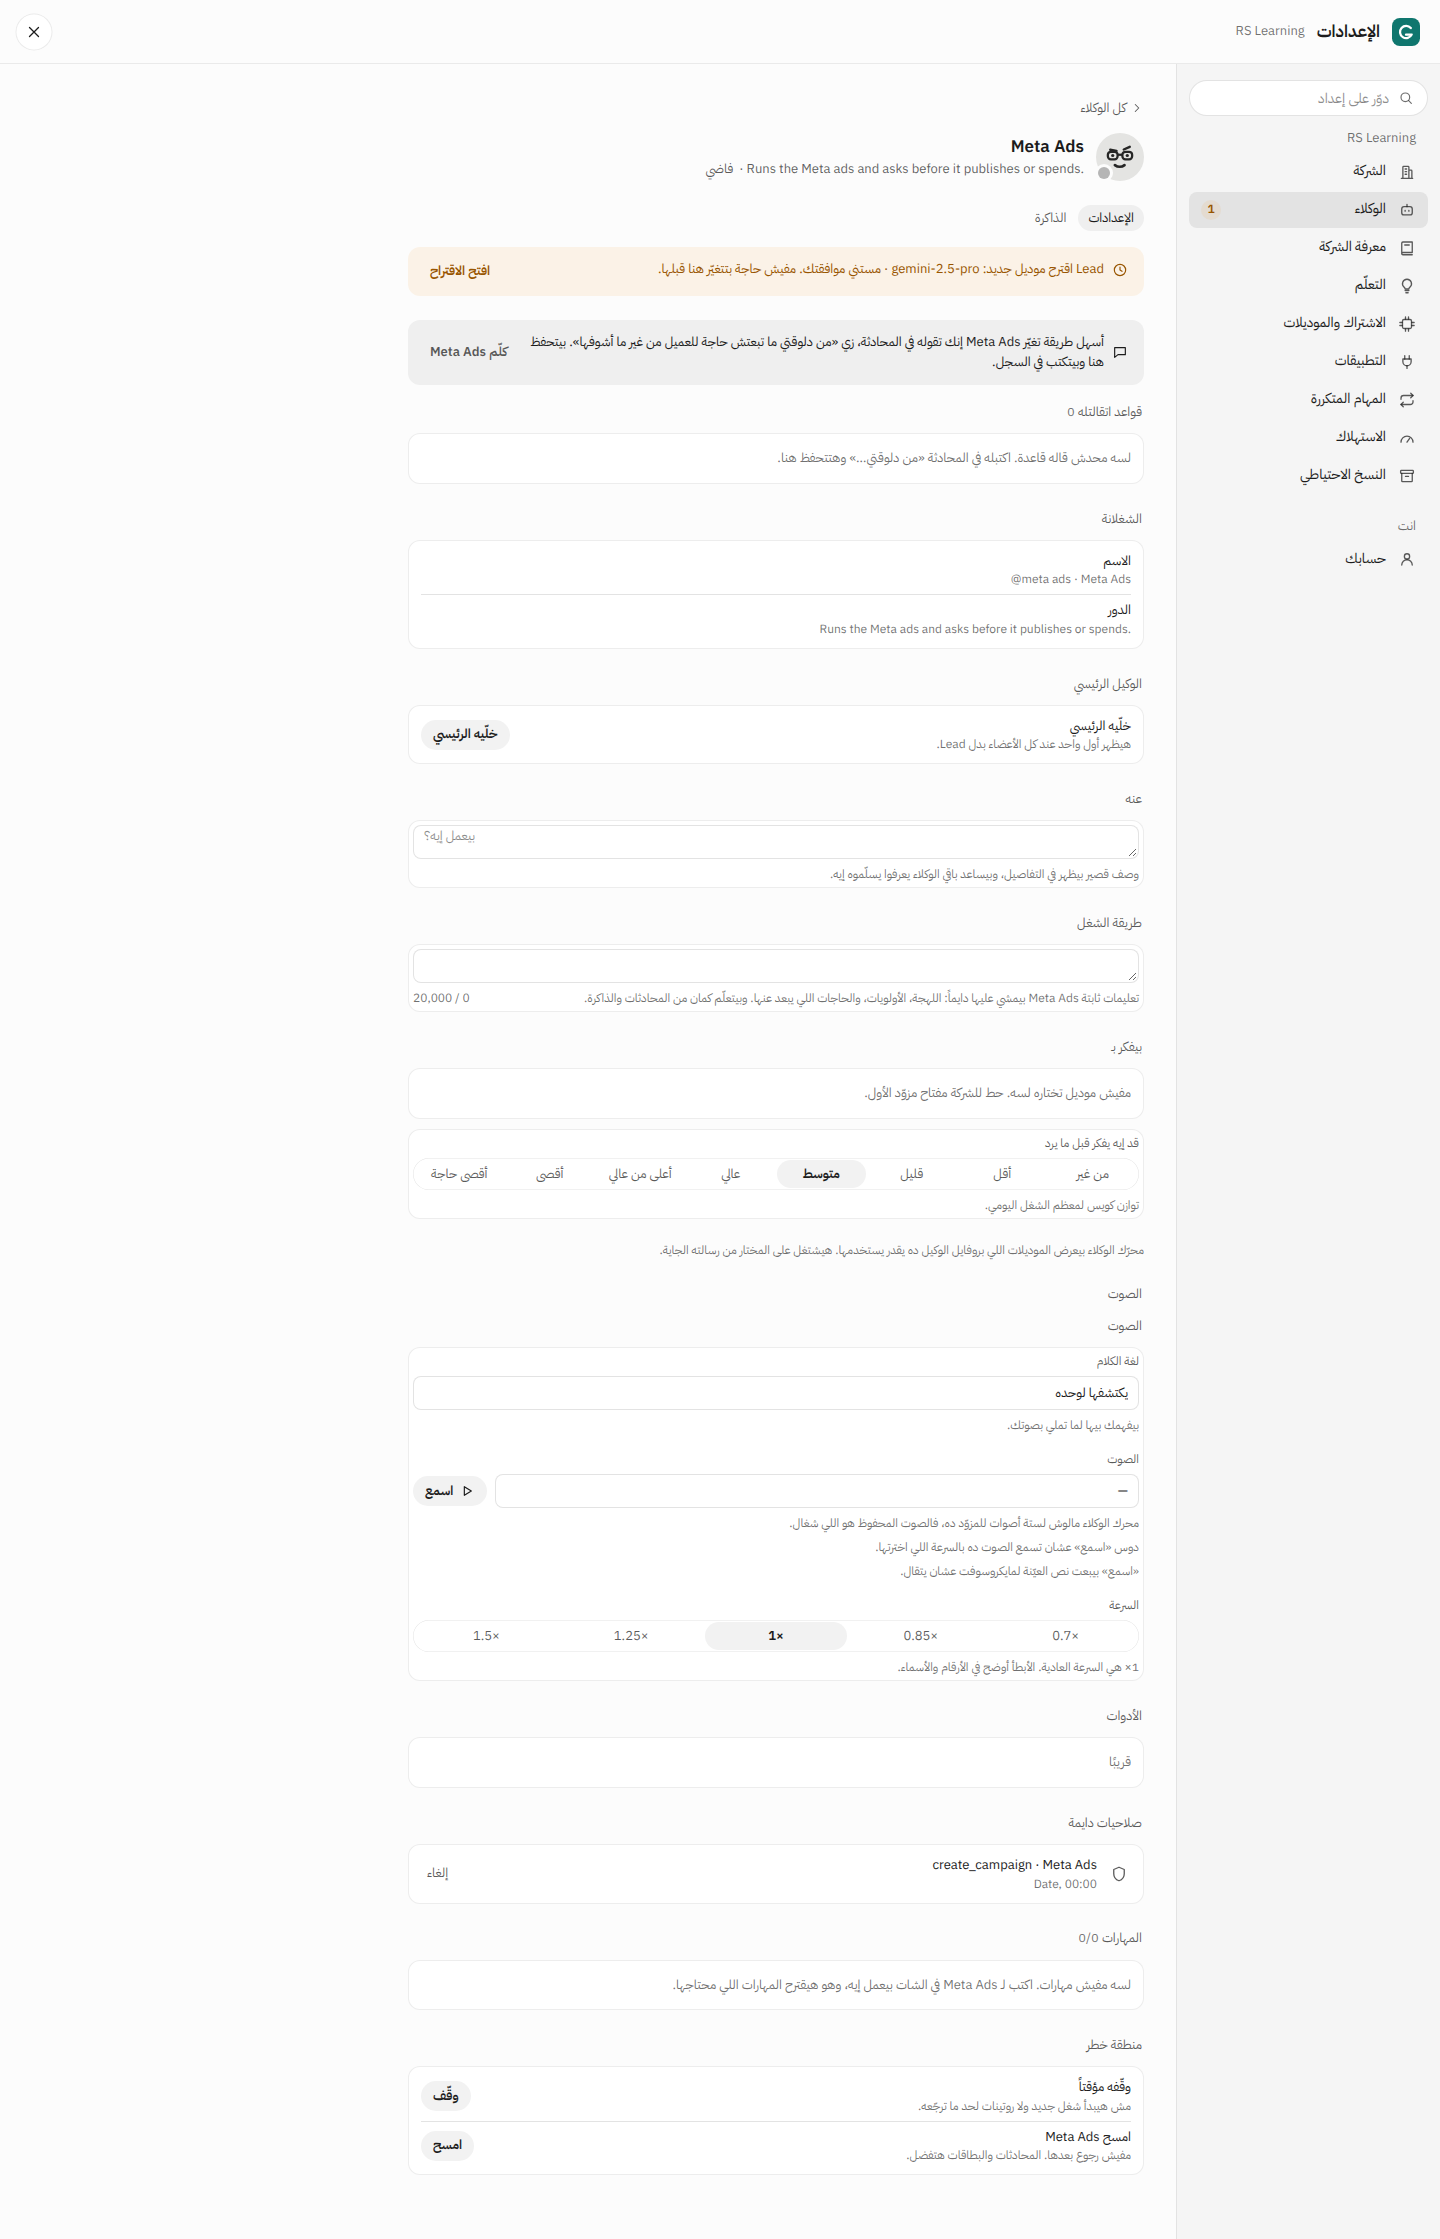 الإعدادات RS Learning
دوّر على إعداد
RS Learning
الشركة
الوكلاء 1
معرفة الشركة
التعلّم
الاشتراك والموديلات
التطبيقات
المهام المتكررة
الاستهلاك
النسخ الاحتياطي
انت
حسابك
كل الوكلاء
Meta Ads
Runs the Meta ads and asks before it publishes or spends. · فاضي
الإعدادات الذاكرة
Lead اقترح موديل جديد: gemini-2.5-pro · مستني موافقتك. مفيش حاجة بتتغيّر هنا قبلها. افتح الاقتراح
أسهل طريقة تغيّر Meta Ads إنك تقوله في المحادثة، زي «من دلوقتي ما تبعتش حاجة للعميل من غير ما أشوفها». بيتحفظ
هنا وبيتكتب في السجل.
كلّم Meta Ads
قواعد اتقالتله 0
لسه محدش قاله قاعدة. اكتبله في المحادثة «من دلوقتي…» وهتتحفظ هنا.
الشغلانة
الاسم
@meta ads · Meta Ads
الدور
Runs the Meta ads and asks before it publishes or spends.
الوكيل الرئيسي
خلّيه الرئيسي
هيظهر أول واحد عند كل الأعضاء بدل Lead.
خلّيه الرئيسي
عنه
بيعمل إيه؟
وصف قصير بيظهر في التفاصيل، وبيساعد باقي الوكلاء يعرفوا يسلّموه إيه.
طريقة الشغل
تعليمات ثابتة Meta Ads بيمشي عليها دايماً: اللهجة، الأولويات، والحاجات اللي يبعد عنها. وبيتعلّم كمان من المحادثات والذاكرة. 0 / 20,000
بيفكر بـ
مفيش موديل تختاره لسه. حط للشركة مفتاح مزوّد الأول.
قد إيه يفكر قبل ما يرد
من غير أقل قليل متوسط عالي أعلى من عالي أقصى أقصى حاجة
توازن كويس لمعظم الشغل اليومي.
محرّك الوكلاء بيعرض الموديلات اللي بروفايل الوكيل ده يقدر يستخدمها. هيشتغل على المختار من رسالته الجاية.
الصوت
الصوت
لغة الكلام
يكتشفها لوحده
بيفهمك بيها لما تملي بصوتك.
الصوت
— اسمع
محرك الوكلاء مالوش لستة أصوات للمزوّد ده، فالصوت المحفوظ هو اللي شغال.
دوس «اسمع» عشان تسمع الصوت ده بالسرعة اللي اخترتها.
«اسمع» بيبعت نص العيّنة لمايكروسوفت عشان يتقال.
السرعة
0.7× 0.85× 1× 1.25× 1.5×
1× هي السرعة العادية. الأبطأ أوضح في الأرقام والأسماء.
الأدوات
قريبًا
صلاحيات دايمة
create_campaign · Meta Ads
Date, 00:00
إلغاء
المهارات 0/0
لسه مفيش مهارات. اكتب لـ Meta Ads في الشات بيعمل إيه، وهو هيقترح المهارات اللي محتاجها.
منطقة خطر
وقّفه مؤقتاً
مش هيبدأ شغل جديد ولا روتينات لحد ما ترجّعه.
وقّف
امسح Meta Ads
مفيش رجوع بعدها. المحادثات والبطاقات هتفضل.
امسح